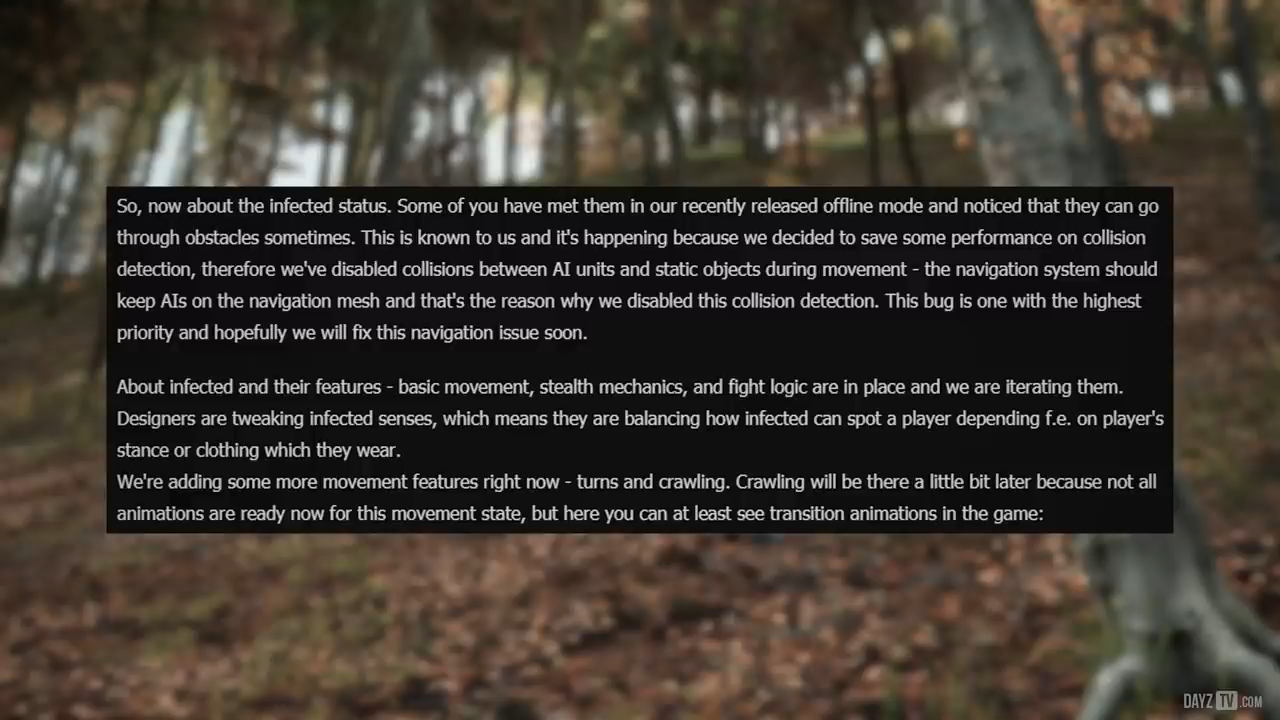 So, now about the infected status. Some of you have met them in our recently released offline mode and noticed that they can go
through obstacles sometimes. This is known to us and it's happening because we decided to save some performance on collision
detection, therefore we've disabled collisions between AI units and static objects during movement - the navigation system should
keep AIs on the navigation mesh and that's the reason why we disabled this collision detection. This bug is one with the highest
priority and hopefully we will fix this navigation issue soon.
About infected and their features - basic movement, stealth mechanics, and fight logic are in place and we are iterating them.
Designers are tweaking infected senses, which means they are balancing how infected can spot a player depending f.e. on player's
stance or clothing which they wear.
We're adding some more movement features right now - turns and crawling. Crawling will be there a little bit later because not all
animations are ready now for this movement state, but here you can at least see transition animations in the game:
DAYZ TV .COM